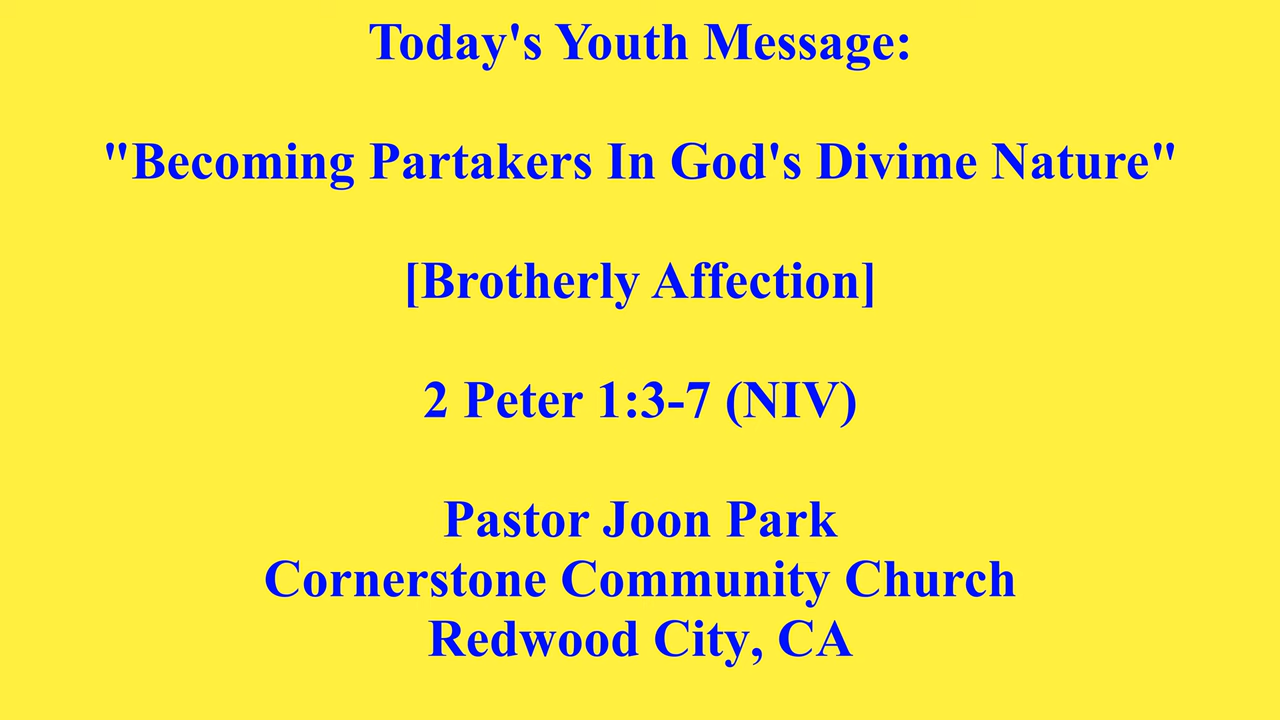 Today's Youth Message:
"Becoming Partakers In God's Divime Nature"
[Brotherly Affection]
2 Peter 1:3-7 (NIV)
Pastor Joon Park
Cornerstone Community Church
Redwood City, CA